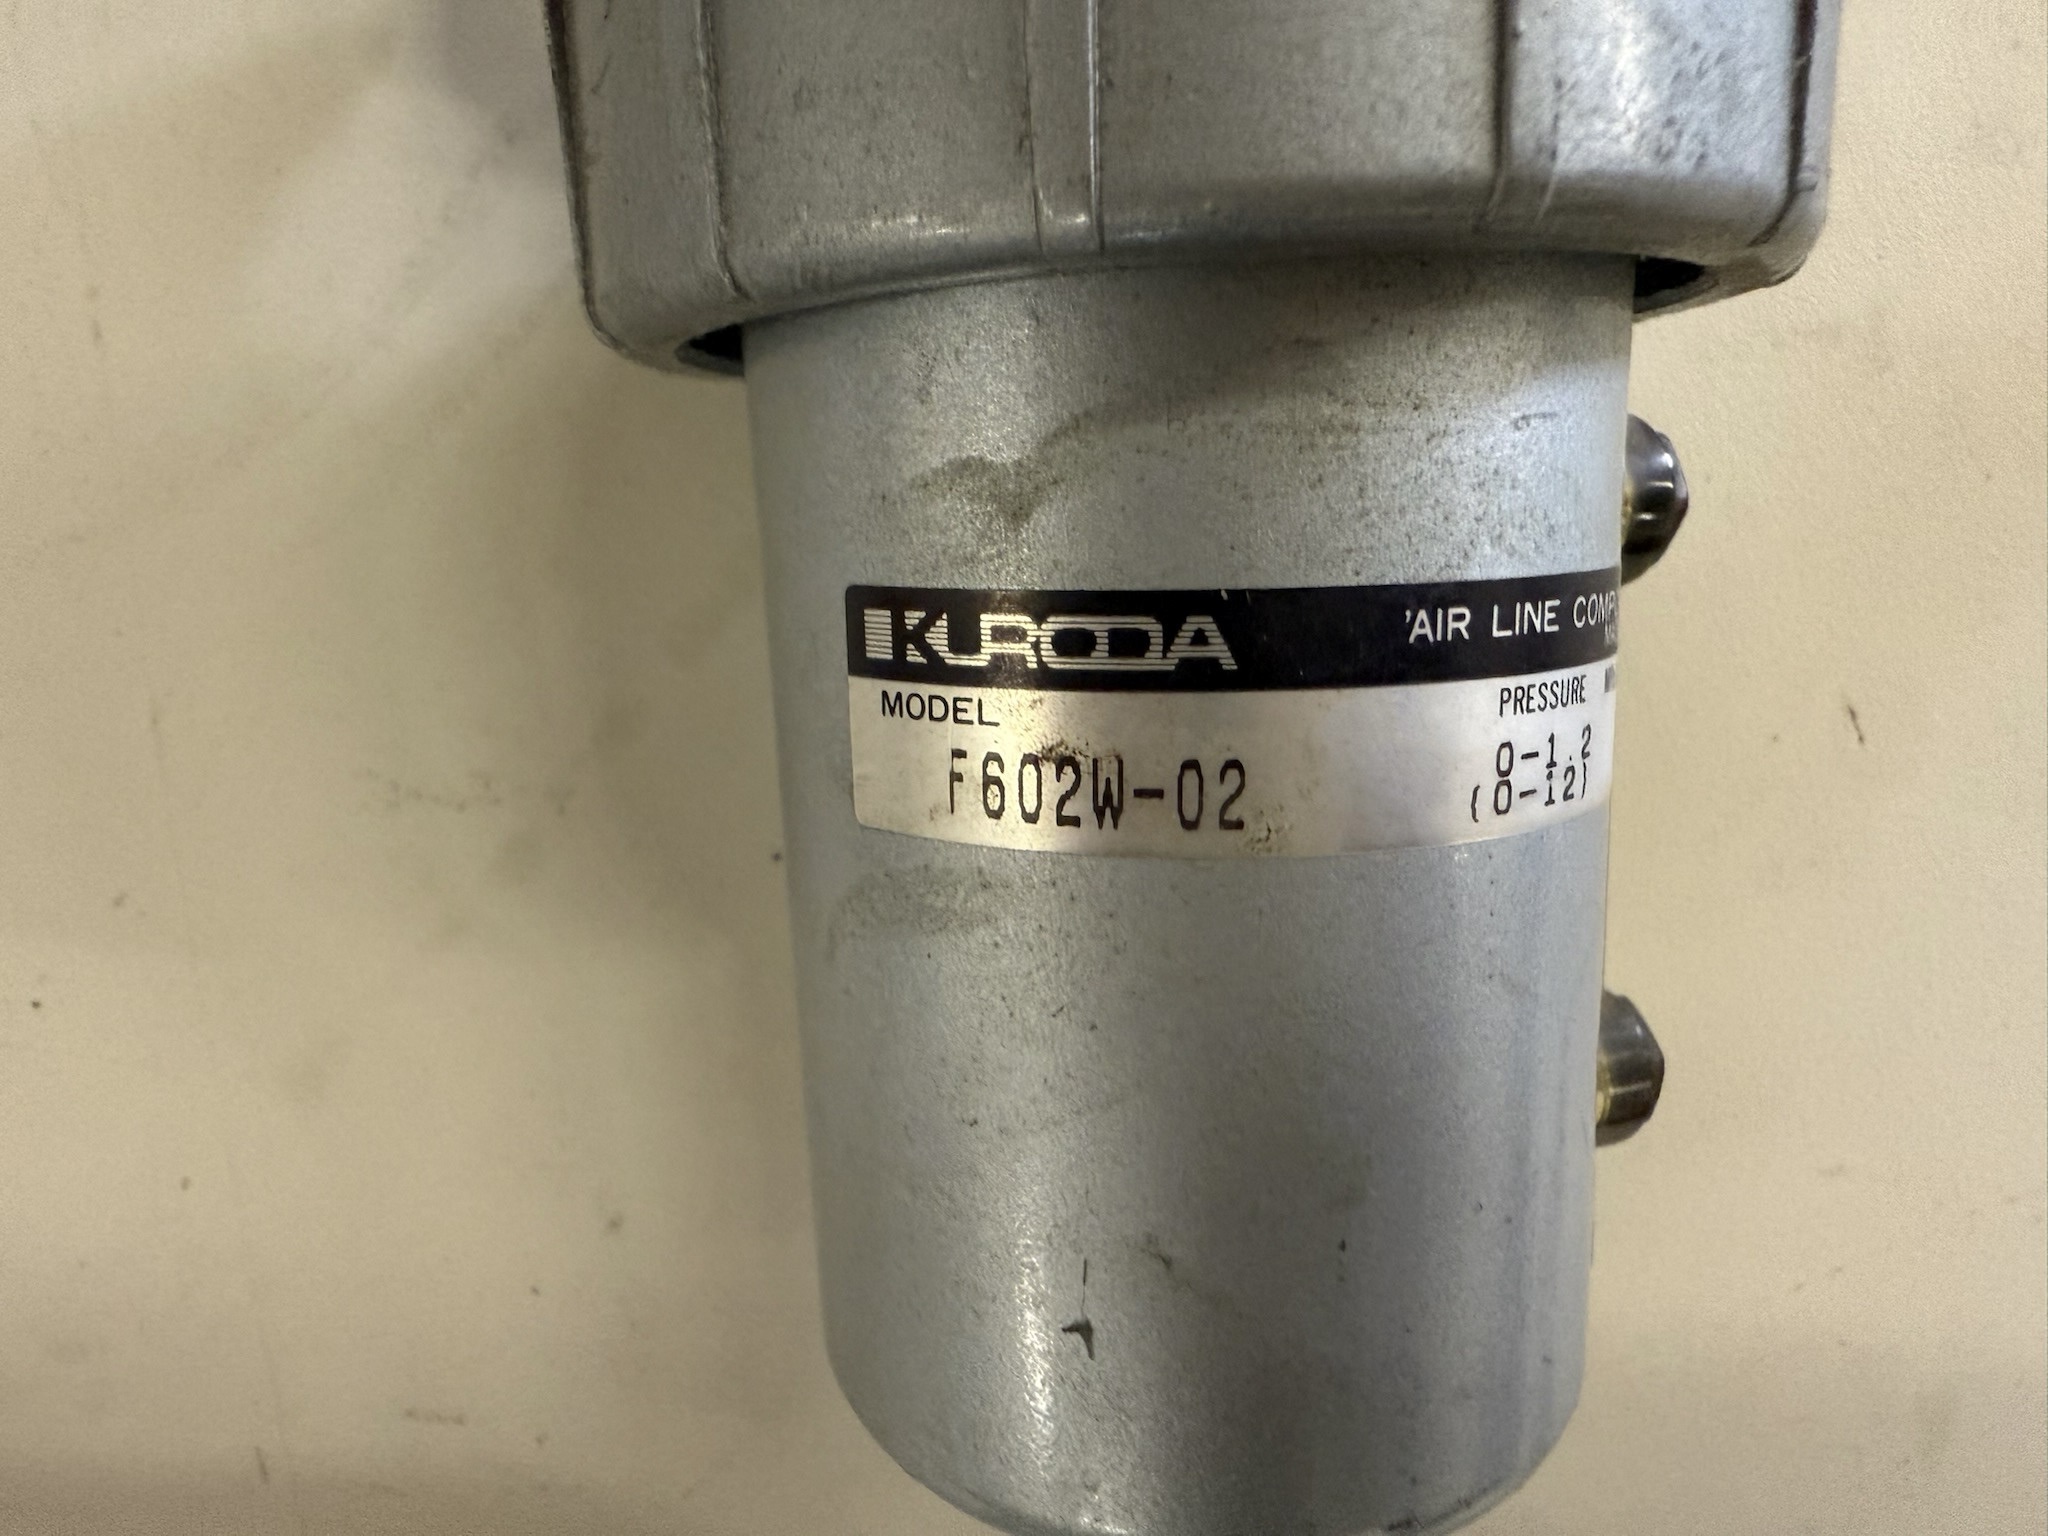 KURODA
'AIR LINE COMP
MODEL
PRESSURE
F602W-02
0-1.2
(0-12)